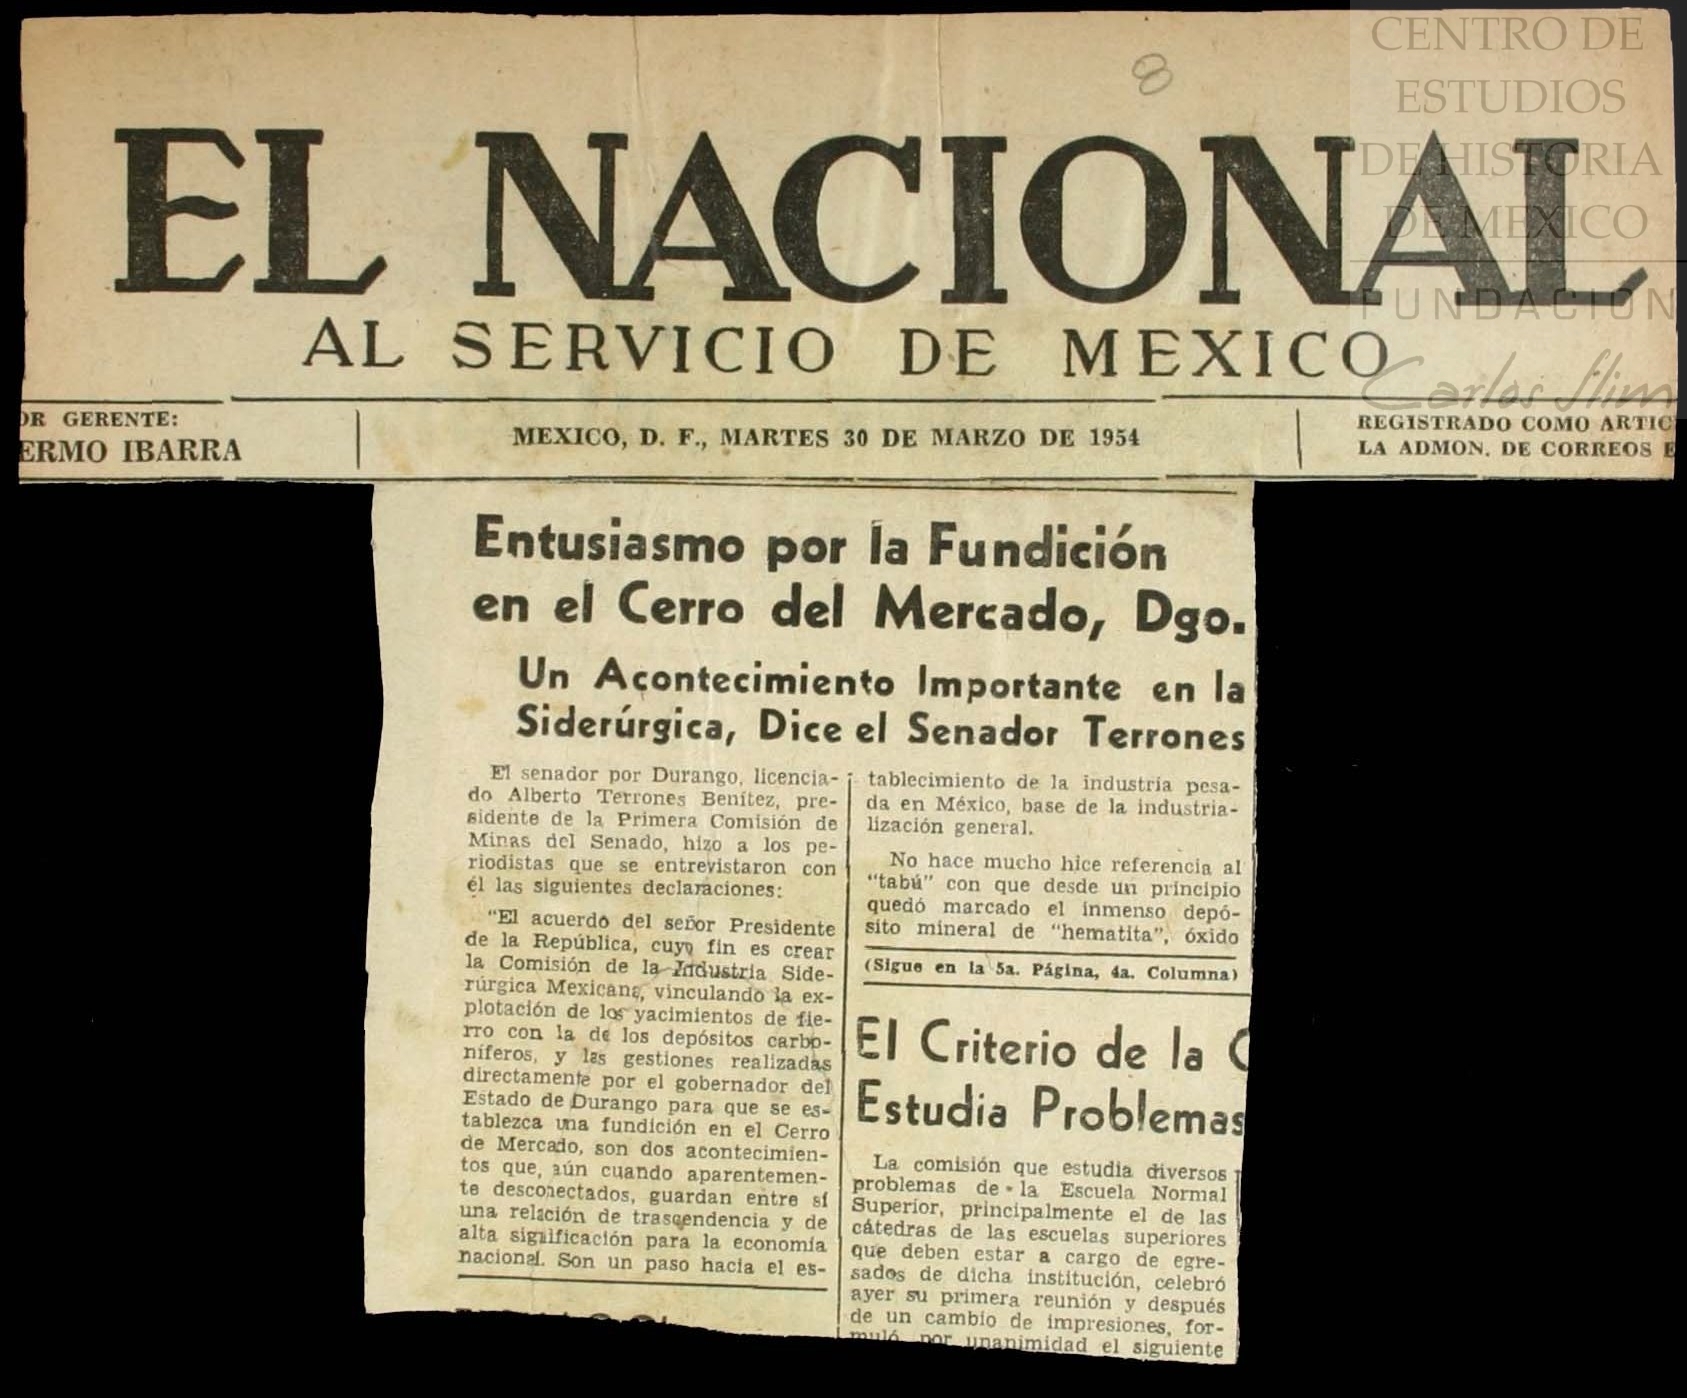 8
CENTRO DE
ESTUDIOS
DE HISTORIA
DE MEXICO
FUNDACION
Carlos Slim
EL NACIONAL
AL SERVICIO DE MEXICO
OR GERENTE:
ERMO IBARRA
MEXICO, D. F., MARTES 30 DE MARZO DE 1954
REGISTRADO COMO ARTIC
LA ADMON. DE CORREOS E
Entusiasmo por la Fundición
en el Cerro del Mercado, Dgo.
Un Acontecimiento Importante en la
Siderúrgica, Dice el Senador Terrones
El senador por Durango, licencia-
do Alberto Terrones Benítez, pre-
sidente de la Primera Comisión de
Minas del Senado, hizo a los pe-
riodistas que se entrevistaron con
él las siguientes declaraciones:
"El acuerdo del señor Presidente
de la República, cuyo fin es crear
la Comisión de la Industria Side-
rúrgica Mexicana, vinculando la ex-
plotación de los yacimientos de fie-
rro con la de los depósitos carbo-
níferos, y las gestiones realizadas
directamente por el gobernador del
Estado de Durango para que se es-
tablezca una fundición en el Cerro
de Mercado, son dos acontecimien-
tos que, aún cuando aparentemen-
te desconectados, guardan entre sí
una relación de trascendencia y de
alta significación para la economía
nacional. Son un paso hacia el es-
tablecimiento de la industria pesa-
da en México, base de la industria-
lización general.
No hace mucho hice referencia al
"tabú" con que desde un principio
quedó marcado el inmenso depó-
sito mineral de "hematita", óxido
(Sigue en la 5a. Página, 4a. Columna)
El Criterio de la C
Estudia Problemas
La comisión que estudia diversos
problemas de la Escuela Normal
Superior, principalmente el de las
cátedras de las escuelas superiores
que deben estar a cargo de egre-
sados de dicha institución, celebró
ayer su primera reunión y después
de un cambio de impresiones, for-
muló por unanimidad el siguiente